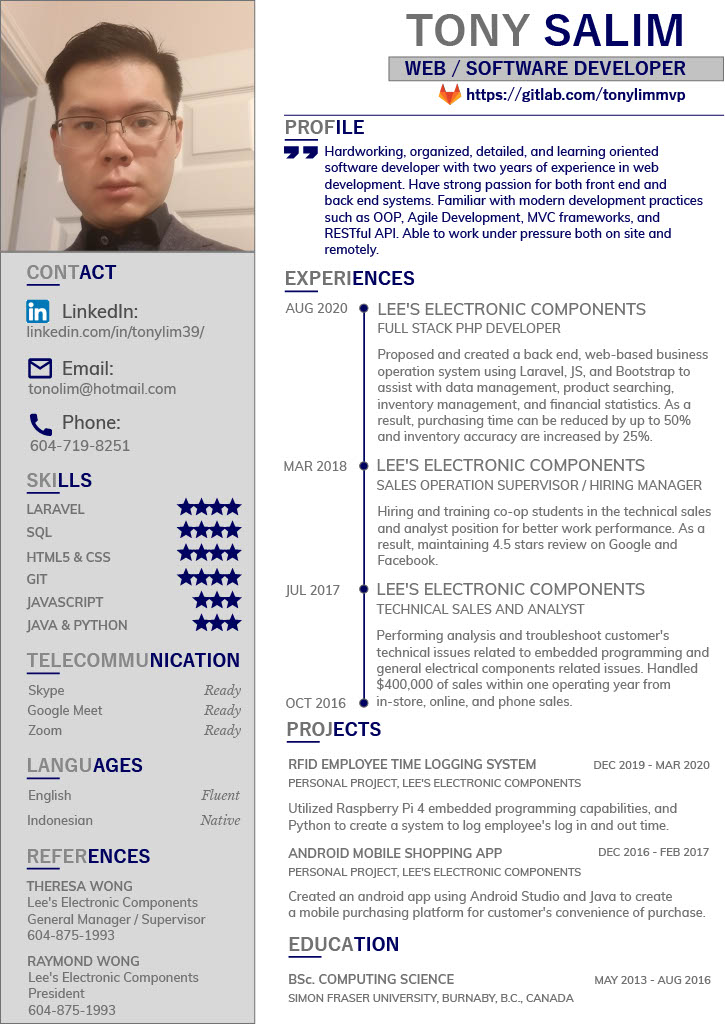 TONY SALIM
WEB / SOFTWARE DEVELOPER
https://gitlab.com/tonylimmvp
CONTACT
LinkedIn:
linkedin.com/in/tonylim39/
Email:
tonolim@hotmail.com
Phone:
604-719-8251
SKILLS
LARAVEL
SQL
HTML5 & CSS
GIT
JAVASCRIPT
JAVA & PYTHON
TELECOMMUNICATION
Skype Ready
Google Meet Ready
Zoom Ready
LANGUAGES
English Fluent
Indonesian Native
REFERENCES
THERESA WONG
Lee's Electronic Components
General Manager / Supervisor
604-875-1993
RAYMOND WONG
Lee's Electronic Components
President
604-875-1993
PROFILE
Hardworking, organized, detailed, and learning oriented
software developer with two years of experience in web
development. Have strong passion for both front end and
back end systems. Familiar with modern development practices
such as OOP, Agile Development, MVC frameworks, and
RESTful API. Able to work under pressure both on site and
remotely.
EXPERIENCES
AUG 2020 LEE'S ELECTRONIC COMPONENTS
FULL STACK PHP DEVELOPER
Proposed and created a back end, web-based business
operation system using Laravel, JS, and Bootstrap to
assist with data management, product searching,
inventory management, and financial statistics. As a
result, purchasing time can be reduced by up to 50%
and inventory accuracy are increased by 25%.
MAR 2018 LEE'S ELECTRONIC COMPONENTS
SALES OPERATION SUPERVISOR / HIRING MANAGER
Hiring and training co-op students in the technical sales
and analyst position for better work performance. As a
result, maintaining 4.5 stars review on Google and
Facebook.
JUL 2017 LEE'S ELECTRONIC COMPONENTS
TECHNICAL SALES AND ANALYST
Performing analysis and troubleshoot customer's
technical issues related to embedded programming and
general electrical components related issues. Handled
$400,000 of sales within one operating year from
OCT 2016 in-store, online, and phone sales.
PROJECTS
RFID EMPLOYEE TIME LOGGING SYSTEM DEC 2019 - MAR 2020
PERSONAL PROJECT, LEE'S ELECTRONIC COMPONENTS
Utilized Raspberry Pi 4 embedded programming capabilities, and
Python to create a system to log employee's log in and out time.
ANDROID MOBILE SHOPPING APP DEC 2016 - FEB 2017
PERSONAL PROJECT, LEE'S ELECTRONIC COMPONENTS
Created an android app using Android Studio and Java to create
a mobile purchasing platform for customer's convenience of purchase.
EDUCATION
BSc. COMPUTING SCIENCE MAY 2013 - AUG 2016
SIMON FRASER UNIVERSITY, BURNABY, B.C., CANADA